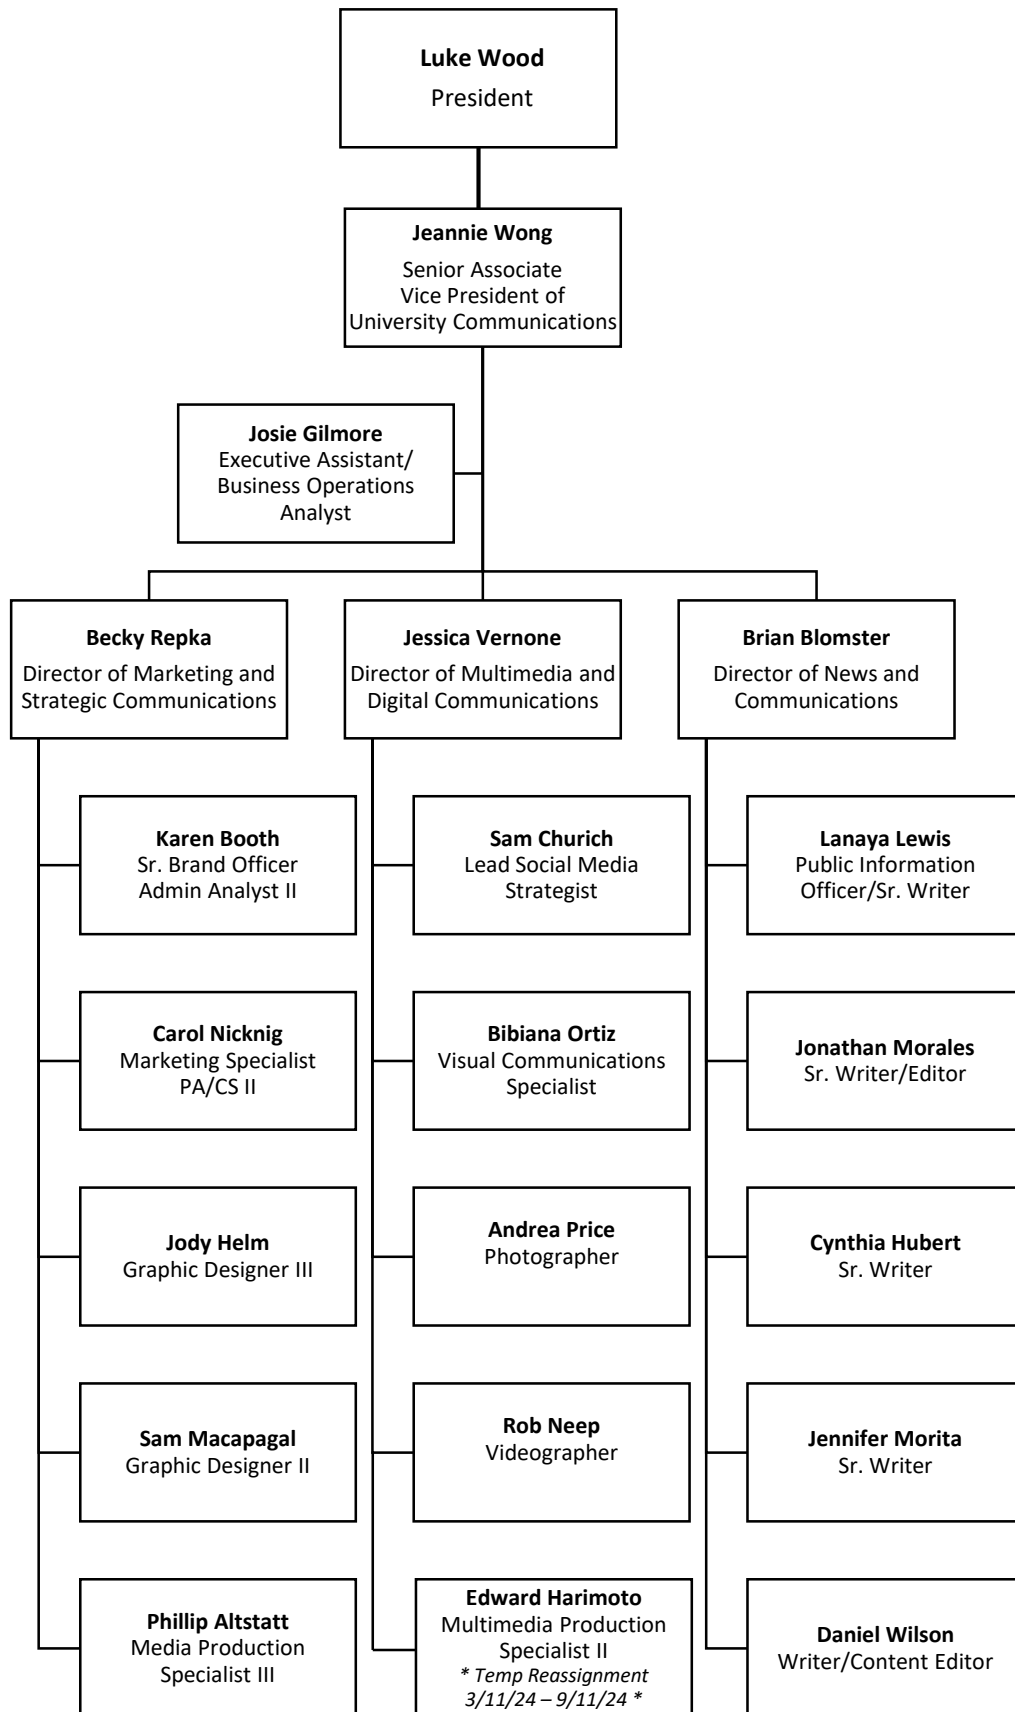 Luke Wood
President
Jeannie Wong
Senior Associate
Vice President of
University Communications
Josie Gilmore
Executive Assistant/
Business Operations
Analyst
Becky Repka
Director of Marketing and
Strategic Communications
Jessica Vernone
Director of Multimedia and
Digital Communications
Brian Blomster
Director of News and
Communications
Karen Booth
Sr. Brand Officer
Admin Analyst II
Sam Churich
Lead Social Media
Strategist
Lanaya Lewis
Public Information
Officer/Sr. Writer
Carol Nicknig
Marketing Specialist
PA/CS II
Bibiana Ortiz
Visual Communications
Specialist
Jonathan Morales
Sr. Writer/Editor
Jody Helm
Graphic Designer III
Andrea Price
Photographer
Cynthia Hubert
Sr. Writer
Sam Macapagal
Graphic Designer II
Rob Neep
Videographer
Jennifer Morita
Sr. Writer
Phillip Altstatt
Media Production
Specialist III
Edward Harimoto
Multimedia Production
Specialist II
* Temp Reassignment
3/11/24 – 9/11/24 *
Daniel Wilson
Writer/Content Editor